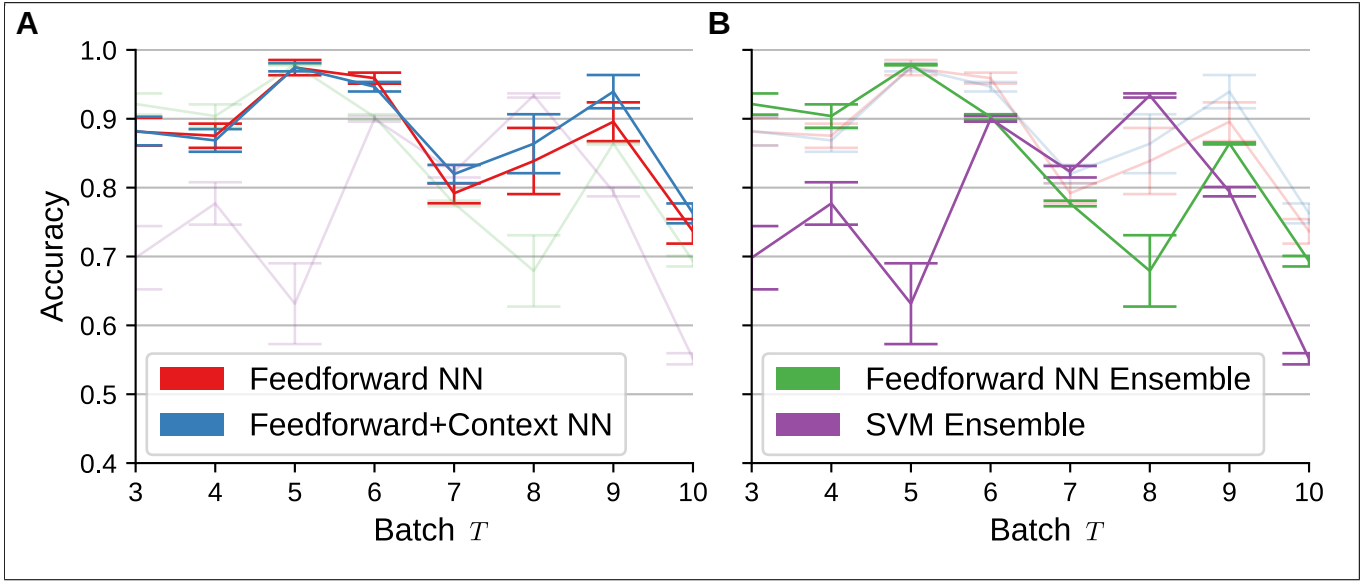 A
B
1.0
0.9
0.8
0.7
0.6
0.5
0.4
Accuracy
Feedforward NN
Feedforward+Context NN
3 4 5 6 7 8 9 10
Batch T
Feedforward NN Ensemble
SVM Ensemble
3 4 5 6 7 8 9 10
Batch T